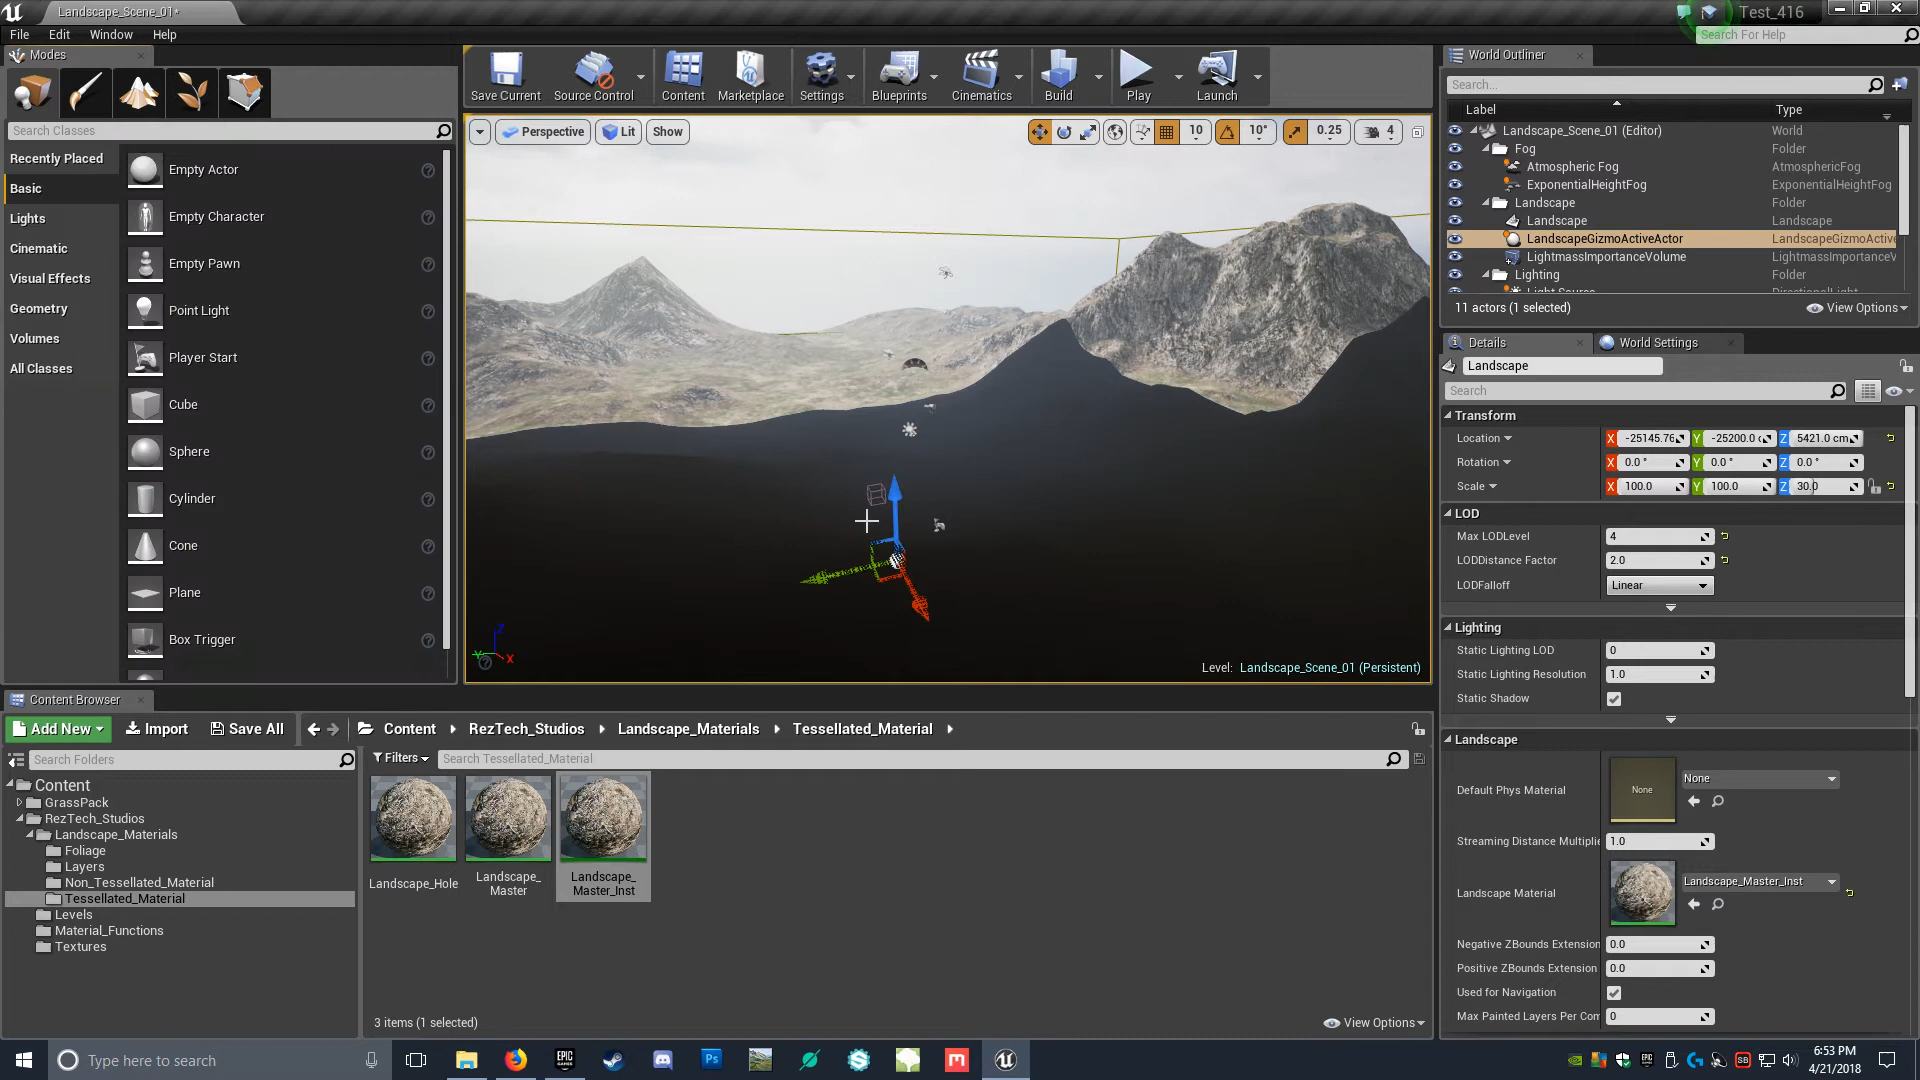 Landscape_Scene_01*
Test_416
File Edit Window Help
Search For Help
Modes
Search Classes
Recently Placed
Basic
Lights
Cinematic
Visual Effects
Geometry
Volumes
All Classes
Empty Actor
Empty Character
Empty Pawn
Point Light
Player Start
Cube
Sphere
Cylinder
Cone
Plane
Box Trigger
Save Current Source Control Content Marketplace Settings Blueprints Cinematics Build Play Launch
Perspective Lit Show
10 10° 0.25 4
Z
Y X
Level: Landscape_Scene_01 (Persistent)
World Outliner
Search...
Label Type
Landscape_Scene_01 (Editor) World
Fog Folder
Atmospheric Fog AtmosphericFog
ExponentialHeightFog ExponentialHeightFog
Landscape Folder
Landscape Landscape
LandscapeGizmoActiveActor LandscapeGizmoActive
LightmassImportanceVolume LightmassImportanceV
Lighting Folder
Light Source DirectionalLight
11 actors (1 selected) View Options
Details World Settings
Landscape
Search
Transform
Location X -25145.76 Y -25200.0 Z 5421.0 cm
Rotation X 0.0 ° Y 0.0 ° Z 0.0 °
Scale X 100.0 Y 100.0 Z 30.0
LOD
Max LODLevel 4
LODDistance Factor 2.0
LODFalloff Linear
Lighting
Static Lighting LOD 0
Static Lighting Resolution 1.0
Static Shadow
Landscape
Default Phys Material None None
Streaming Distance Multiplie 1.0
Landscape Material Landscape_Master_Inst
Negative ZBounds Extension 0.0
Positive ZBounds Extension 0.0
Used for Navigation
Max Painted Layers Per Com 0
Content Browser
Add New Import Save All Content RezTech_Studios Landscape_Materials Tessellated_Material
Search Folders
Filters Search Tessellated_Material
Content
GrassPack
RezTech_Studios
Landscape_Materials
Foliage
Layers
Non_Tessellated_Material
Tessellated_Material
Levels
Material_Functions
Textures
Landscape_Hole
Landscape_
Master
Landscape_
Master_Inst
3 items (1 selected) View Options
Type here to search
EPIC
GAMES
Ps
SB
6:53 PM
4/21/2018